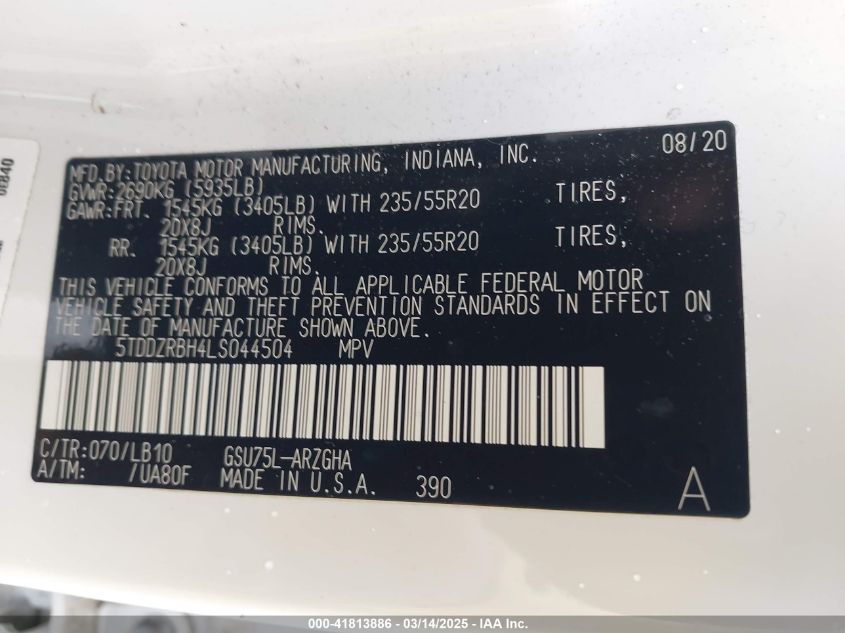 MFD.BY:TOYOTA MOTOR MANUFACTURING, INDIANA, INC. 08/20
GVWR:2690KG (5935LB)
GAWR:FRT. 1545KG (3405LB) WITH 235/55R20 TIRES,
20X8J RIMS.
RR. 1545KG (3405LB) WITH 235/55R20 TIRES,
20X8J RIMS.
THIS VEHICLE CONFORMS TO ALL APPLICABLE FEDERAL MOTOR
VEHICLE SAFETY AND THEFT PREVENTION STANDARDS IN EFFECT ON
THE DATE OF MANUFACTURE SHOWN ABOVE.
5TDDZRBH4LS044504 MPV
C/TR:070/LB10 GSU75L-ARZGHA
A/TM: /UA80F MADE IN U.S.A. 390 A
000-41813886 - 03/14/2025 - IAA Inc.